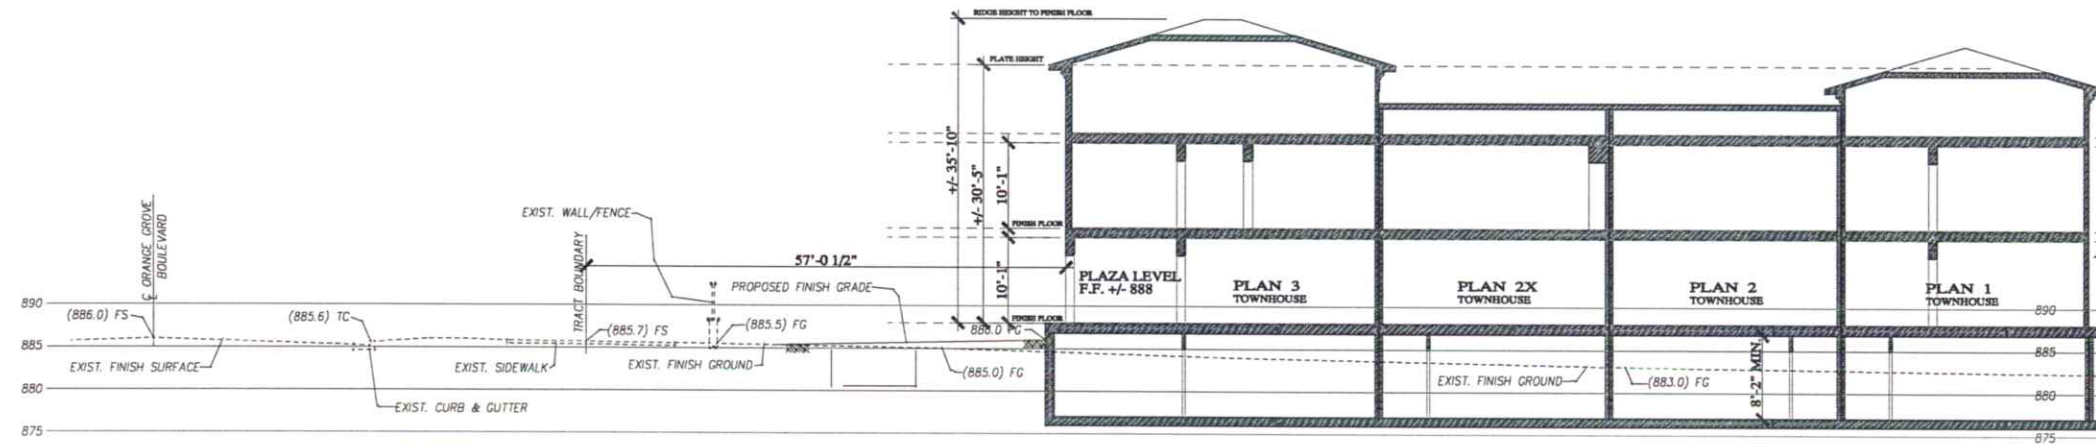 RIDGE HEIGHT TO FINISH FLOOR
PLATE HEIGHT
+/- 35'-10"
+/- 30'-5"
10'-1"
FINISH FLOOR
10'-1"
FINISH FLOOR
℄ ORANGE GROVE
BOULEVARD
EXIST. WALL/FENCE
TRACT BOUNDARY
57'-0 1/2"
PROPOSED FINISH GRADE
PLAZA LEVEL
F.F. +/- 888
PLAN 3
TOWNHOUSE
PLAN 2X
TOWNHOUSE
PLAN 2
TOWNHOUSE
PLAN 1
TOWNHOUSE
890
890
(886.0) FS
(885.6) TC
(885.7) FS
(885.5) FG
886.0 FG
885
885
EXIST. FINISH SURFACE
EXIST. SIDEWALK
EXIST. FINISH GROUND
(885.0) FG
EXIST. FINISH GROUND
(883.0) FG
8'-2" MIN.
880
880
EXIST. CURB & GUTTER
875
875